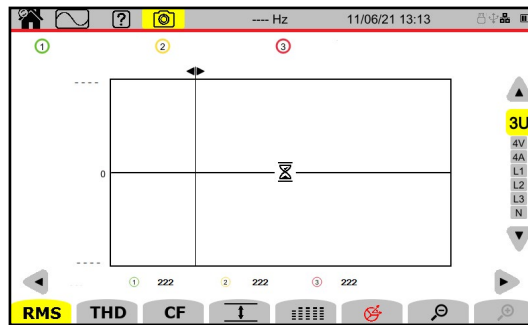 ? ---- Hz 11/06/21 13:13
1 2 3
----
3U
4V
4A
L1
L2
L3
N
0
----
1 222 2 222 3 222
RMS THD CF